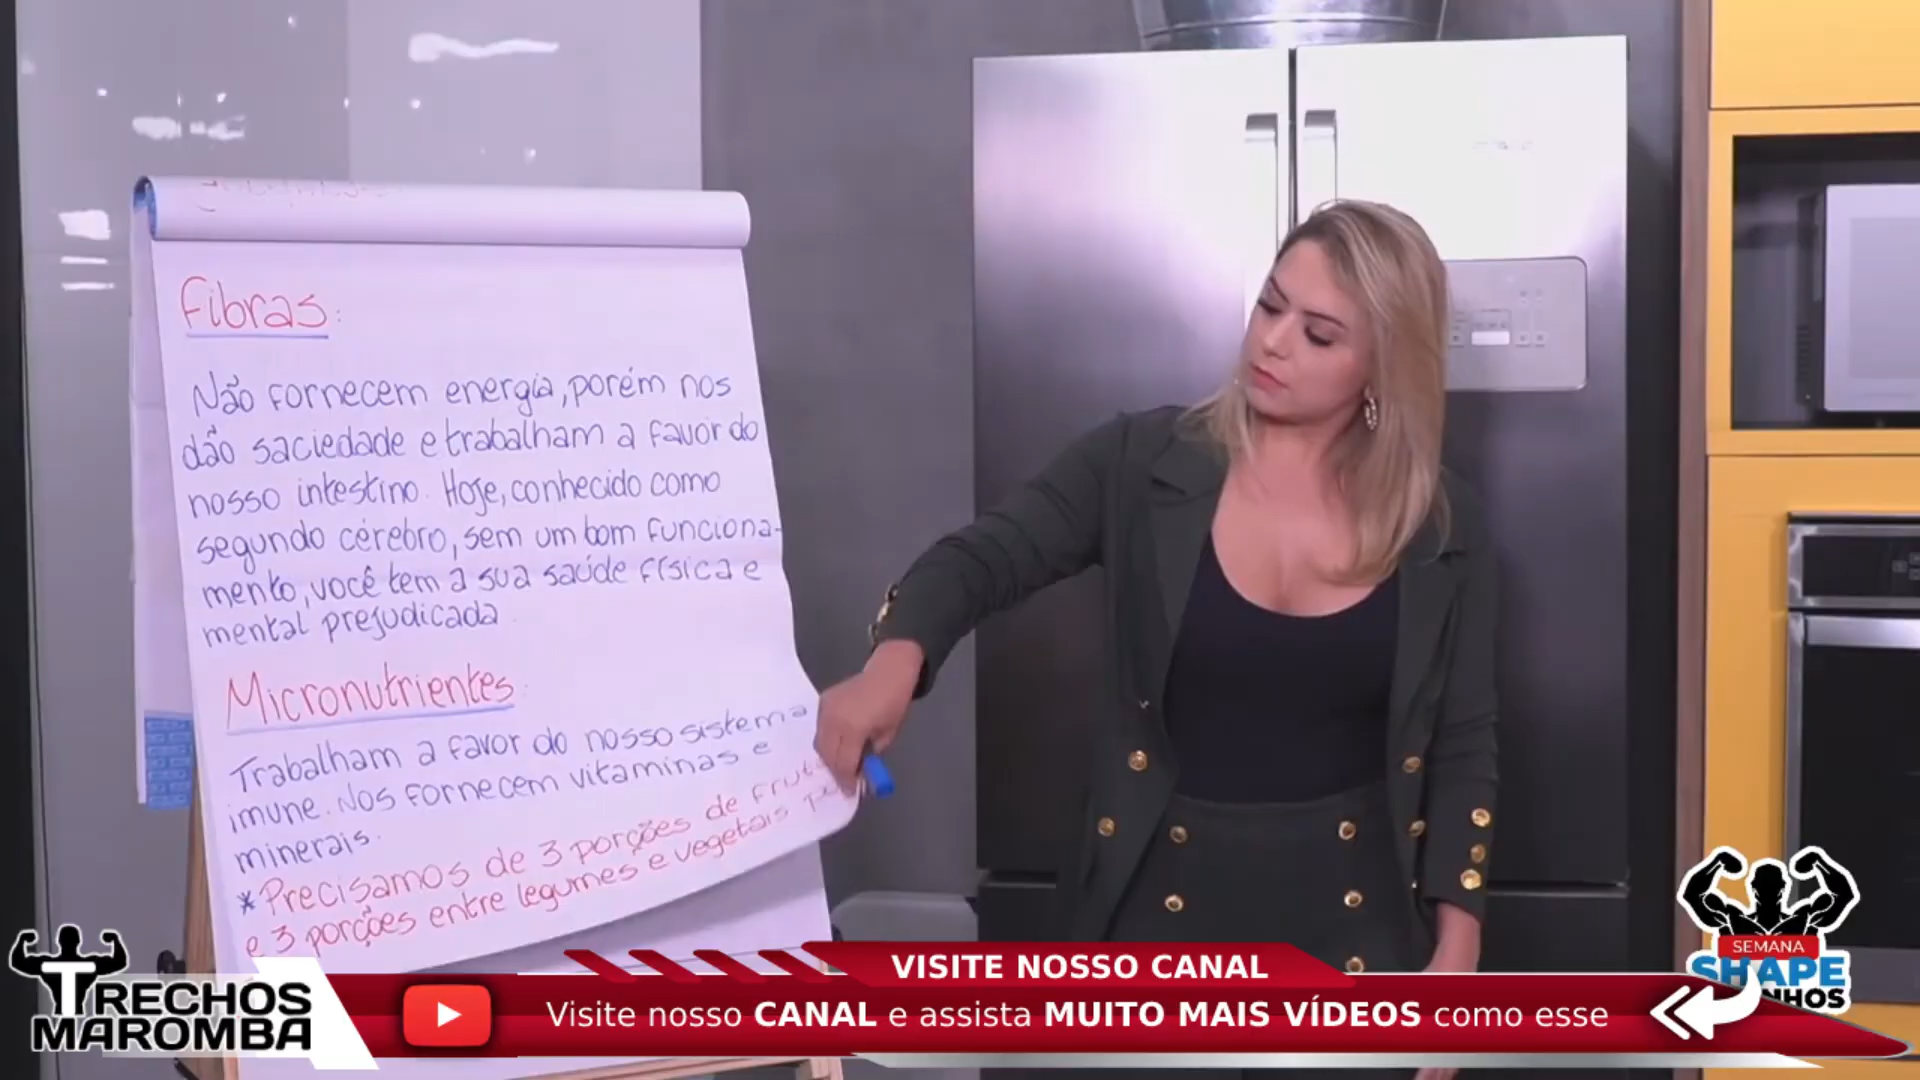 Fibras:
Não fornecem energia, porém nos
dão saciedade e trabalham a favor do
nosso intestino. Hoje, conhecido como
segundo cérebro, sem um bom funciona-
mento, você tem a sua saúde física e
mental prejudicada.
Micronutrientes:
Trabalham a favor do nosso sistema
imune. Nos fornecem vitaminas e
minerais.
*Precisamos de 3 porções de
e 3 porções entre legumes e vegetais
TRECHOS
MAROMBA
VISITE NOSSO CANAL
Visite nosso CANAL e assista MUITO MAIS VÍDEOS como esse
SEMANA
SHAPE